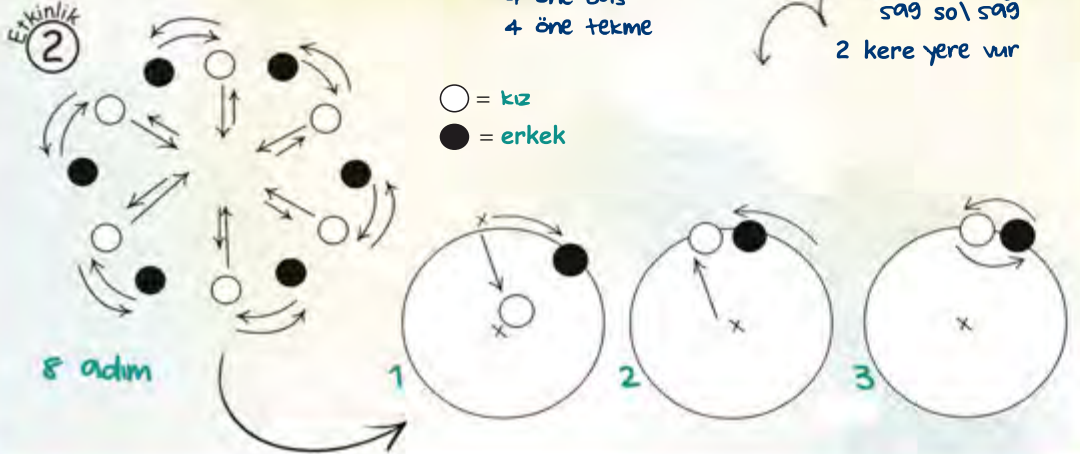 Etkinlik
2
4 öne tekme
sağ sol sağ
2 kere yere vur
= kız
= erkek
x
x
1
x
2
x
3
8 adım